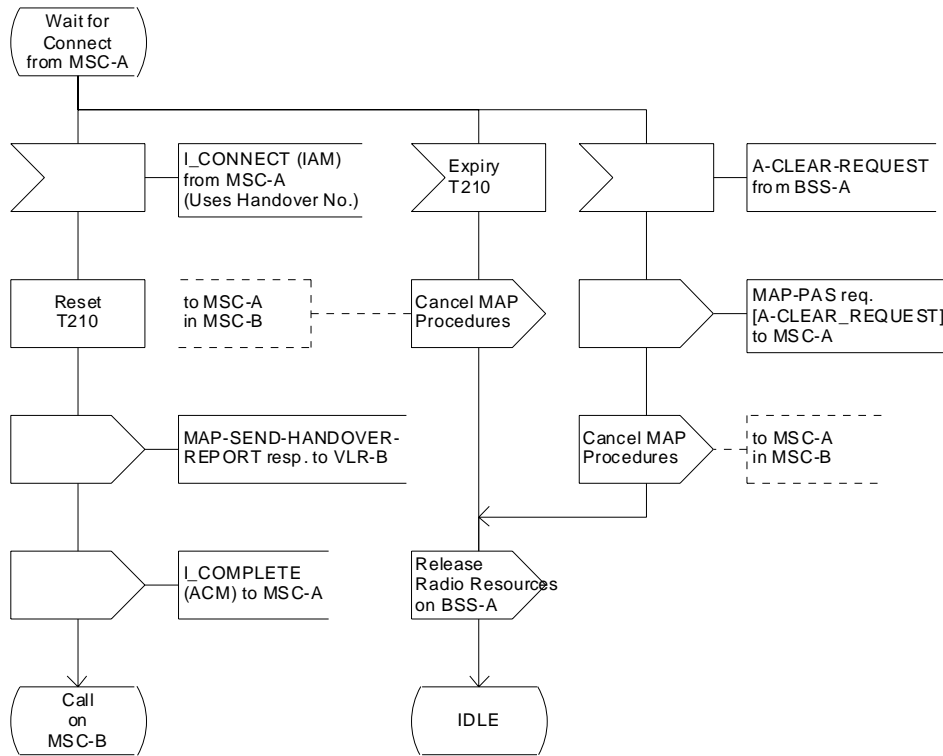 Wait for
Connect
from MSC-A
I_CONNECT (IAM)
from MSC-A
(Uses Handover No.)
Expiry
T210
A-CLEAR-REQUEST
from BSS-A
Reset
T210
to MSC-A
in MSC-B
Cancel MAP
Procedures
MAP-PAS req.
[A-CLEAR_REQUEST]
to MSC-A
MAP-SEND-HANDOVER-
REPORT resp. to VLR-B
Cancel MAP
Procedures
to MSC-A
in MSC-B
I_COMPLETE
(ACM) to MSC-A
Release
Radio Resources
on BSS-A
Call
on
MSC-B
IDLE